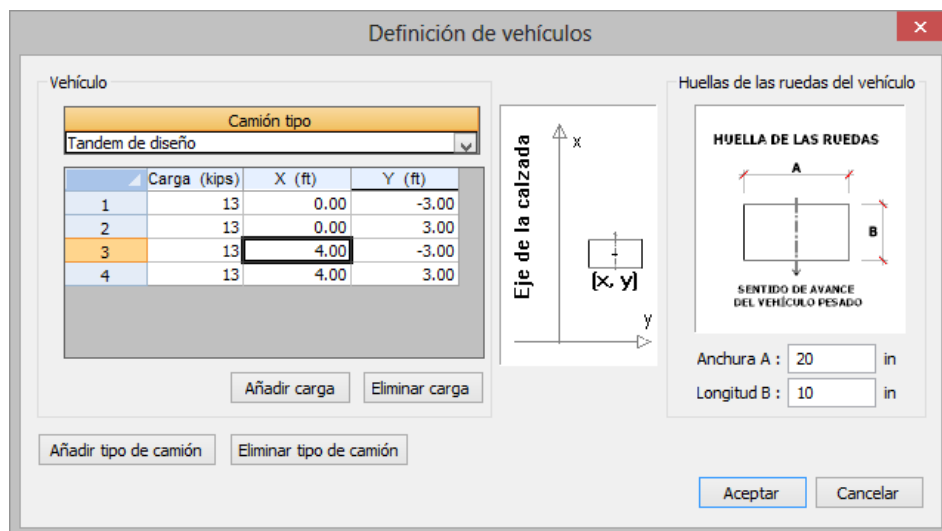 Definición de vehículos
Vehículo
Camión tipo
Tandem de diseño
Carga (kips) X (ft) Y (ft)
1 13 0.00 -3.00
2 13 0.00 3.00
3 13 4.00 -3.00
4 13 4.00 3.00
Añadir carga Eliminar carga
Añadir tipo de camión Eliminar tipo de camión
Eje de la calzada
x
(x, y)
y
Huellas de las ruedas del vehículo
HUELLA DE LAS RUEDAS
A
B
SENTIDO DE AVANCE
DEL VEHÍCULO PESADO
Anchura A : 20 in
Longitud B : 10 in
Aceptar Cancelar